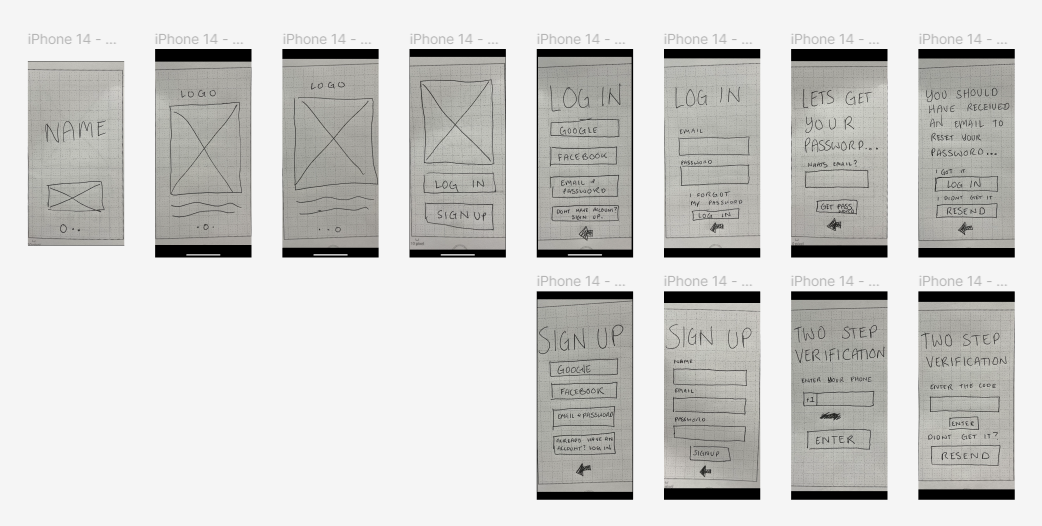 iPhone 14 - ...
NAME
iPhone 14 - ...
LOGO
iPhone 14 - ...
LOGO
iPhone 14 - ...
LOG IN
SIGN UP
iPhone 14 - ...
LOG IN
GOOGLE
FACEBOOK
EMAIL +
PASSWORD
DONT HAVE ACCOUNT?
SIGN UP.
iPhone 14 - ...
LOG IN
EMAIL
PASSWORD
I FORGOT
MY PASSWORD
LOG IN
iPhone 14 - ...
LETS GET
YOUR
PASSWORD...
WHATS EMAIL?
GET PASS
iPhone 14 - ...
YOU SHOULD
HAVE RECEIVED
AN EMAIL TO
RESET YOUR
PASSWORD...
I GOT IT
LOG IN
I DIDNT GET IT
RESEND
iPhone 14 - ...
SIGN UP
GOOGLE
FACEBOOK
EMAIL + PASSWORD
ALREADY HAVE AN
ACCOUNT? LOG IN
iPhone 14 - ...
SIGN UP
NAME
EMAIL
PASSWORD
SIGNUP
iPhone 14 - ...
TWO STEP
VERIFICATION
ENTER YOUR PHONE
+1
ENTER
iPhone 14 - ...
TWO STEP
VERIFICATION
ENTER THE CODE
ENTER
DIDNT GET IT?
RESEND